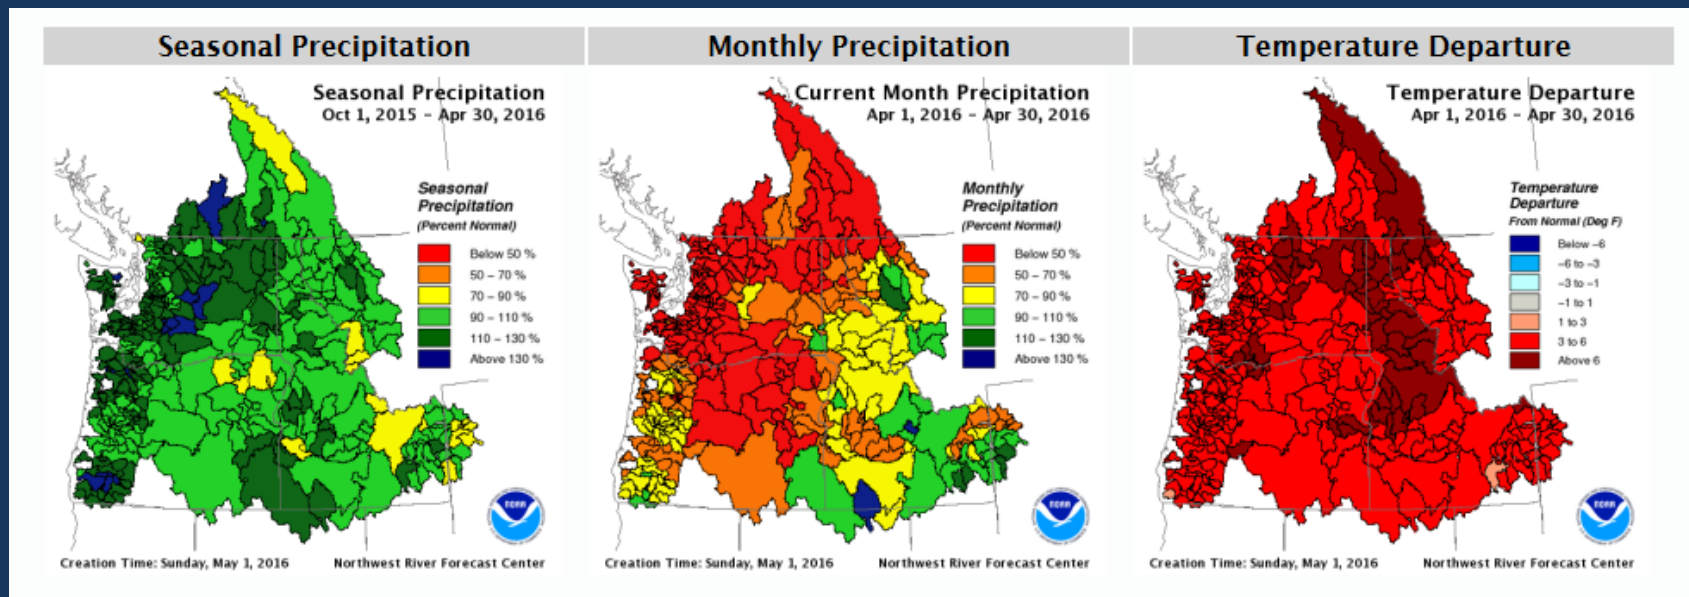 Seasonal Precipitation
Monthly Precipitation
Temperature Departure
Seasonal Precipitation
Oct 1, 2015 – Apr 30, 2016
Seasonal
Precipitation
(Percent Normal)
Below 50 %
50 – 70 %
70 – 90 %
90 – 110 %
110 – 130 %
Above 130 %
NOAA
Creation Time: Sunday, May 1, 2016
Northwest River Forecast Center
Current Month Precipitation
Apr 1, 2016 – Apr 30, 2016
Monthly
Precipitation
(Percent Normal)
Below 50 %
50 – 70 %
70 – 90 %
90 – 110 %
110 – 130 %
Above 130 %
NOAA
Creation Time: Sunday, May 1, 2016
Northwest River Forecast Center
Temperature Departure
Apr 1, 2016 – Apr 30, 2016
Temperature
Departure
From Normal (Deg F)
Below –6
–6 to –3
–3 to –1
–1 to 1
1 to 3
3 to 6
Above 6
NOAA
Creation Time: Sunday, May 1, 2016
Northwest River Forecast Center